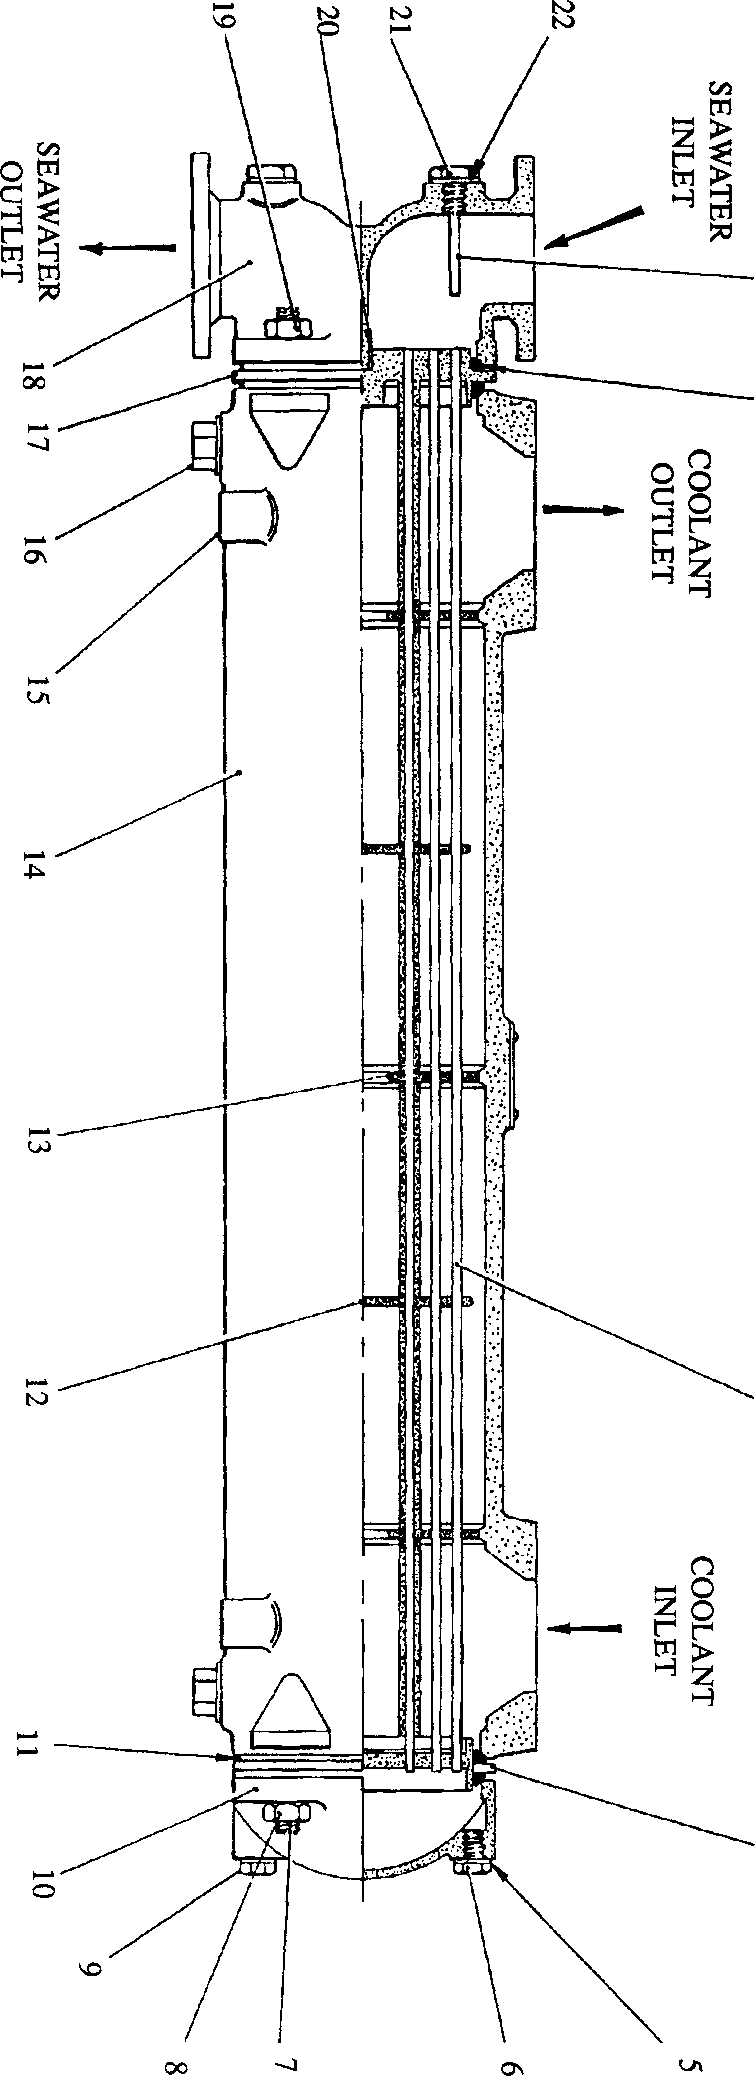 SEAWATER
INLET
COOLANT
OUTLET
COOLANT
INLET
22
21
20
19
SEAWATER
OUTLET
18
17
16
15
14
13
12
11
10
9
8
7
6
5